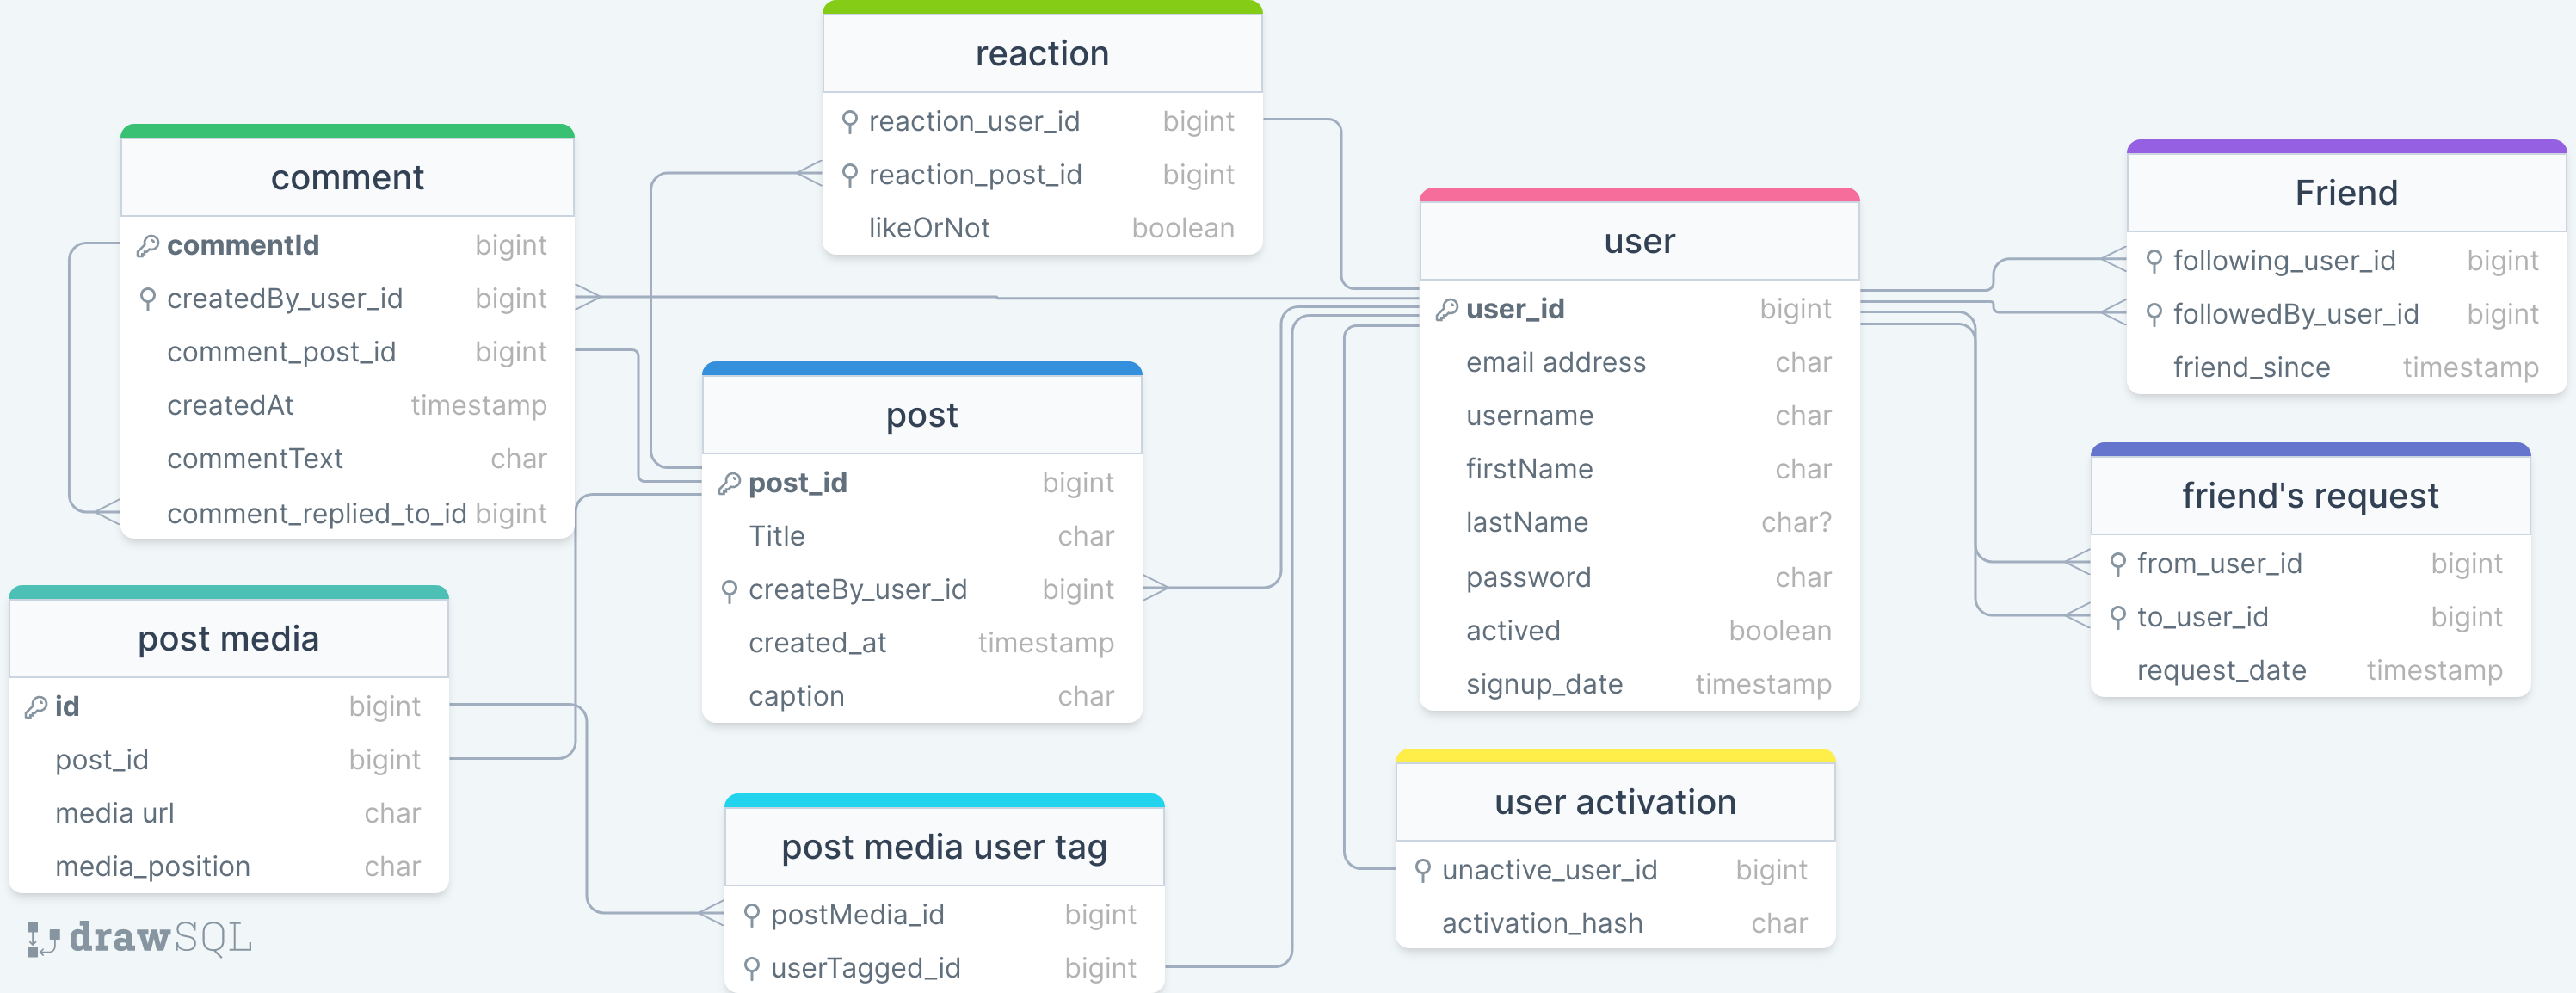 reaction
reaction_user_id bigint
reaction_post_id bigint
likeOrNot boolean
comment
commentId bigint
createdBy_user_id bigint
comment_post_id bigint
createdAt timestamp
commentText char
comment_replied_to_id bigint
user
user_id bigint
email address char
username char
firstName char
lastName char?
password char
actived boolean
signup_date timestamp
Friend
following_user_id bigint
followedBy_user_id bigint
friend_since timestamp
post
post_id bigint
Title char
createBy_user_id bigint
created_at timestamp
caption char
friend's request
from_user_id bigint
to_user_id bigint
request_date timestamp
post media
id bigint
post_id bigint
media url char
media_position char
post media user tag
postMedia_id bigint
userTagged_id bigint
user activation
unactive_user_id bigint
activation_hash char
drawSQL